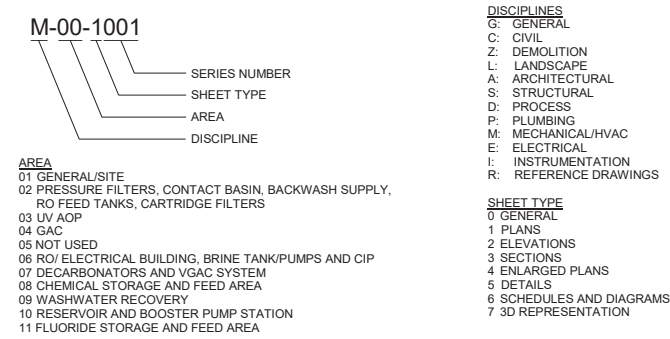 M-00-1001
SERIES NUMBER
SHEET TYPE
AREA
DISCIPLINE
AREA
01 GENERAL/SITE
02 PRESSURE FILTERS, CONTACT BASIN, BACKWASH SUPPLY,
RO FEED TANKS, CARTRIDGE FILTERS
03 UV AOP
04 GAC
05 NOT USED
06 RO/ ELECTRICAL BUILDING, BRINE TANK/PUMPS AND CIP
07 DECARBONATORS AND VGAC SYSTEM
08 CHEMICAL STORAGE AND FEED AREA
09 WASHWATER RECOVERY
10 RESERVOIR AND BOOSTER PUMP STATION
11 FLUORIDE STORAGE AND FEED AREA
DISCIPLINES
G: GENERAL
C: CIVIL
Z: DEMOLITION
L: LANDSCAPE
A: ARCHITECTURAL
S: STRUCTURAL
D: PROCESS
P: PLUMBING
M: MECHANICAL/HVAC
E: ELECTRICAL
I: INSTRUMENTATION
R: REFERENCE DRAWINGS
SHEET TYPE
0 GENERAL
1 PLANS
2 ELEVATIONS
3 SECTIONS
4 ENLARGED PLANS
5 DETAILS
6 SCHEDULES AND DIAGRAMS
7 3D REPRESENTATION